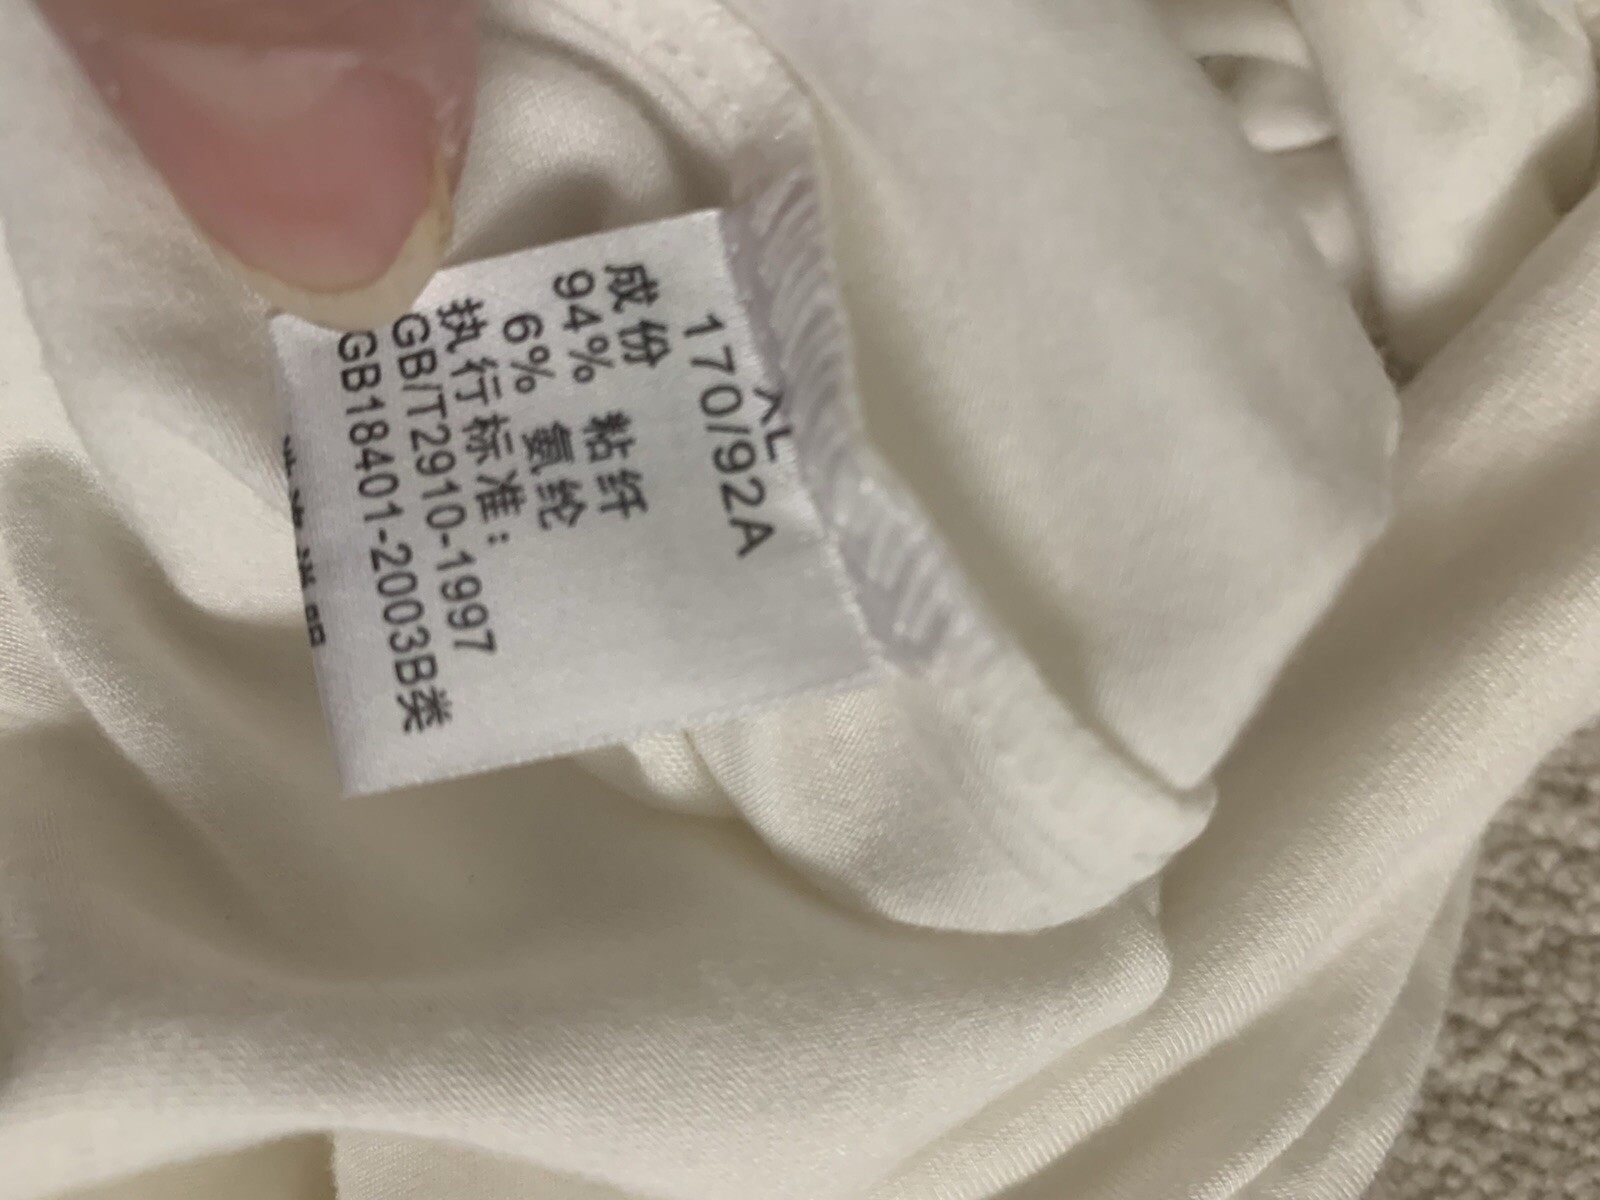 XL
170/92A
成份
94% 粘纤
6% 氨纶
执行标准：
GB/T2910-1997
GB18401-2003B类